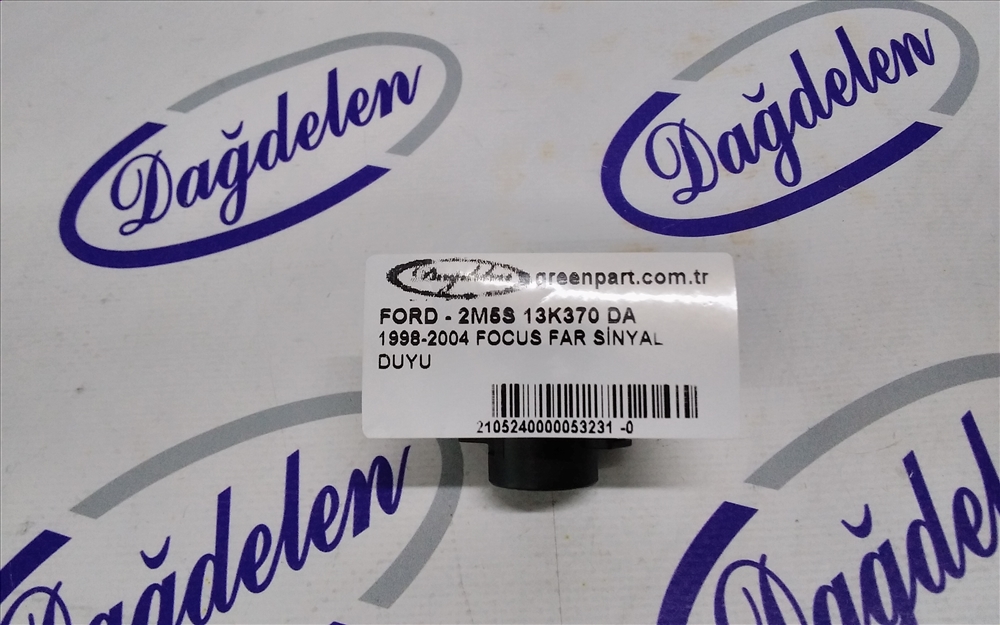 Dağdelen
Dağdelen
greenpart.com.tr
FORD - 2M5S 13K370 DA
1998-2004 FOCUS FAR SİNYAL
DUYU
2105240000053231 -0
Dağdelen
Dağdelen